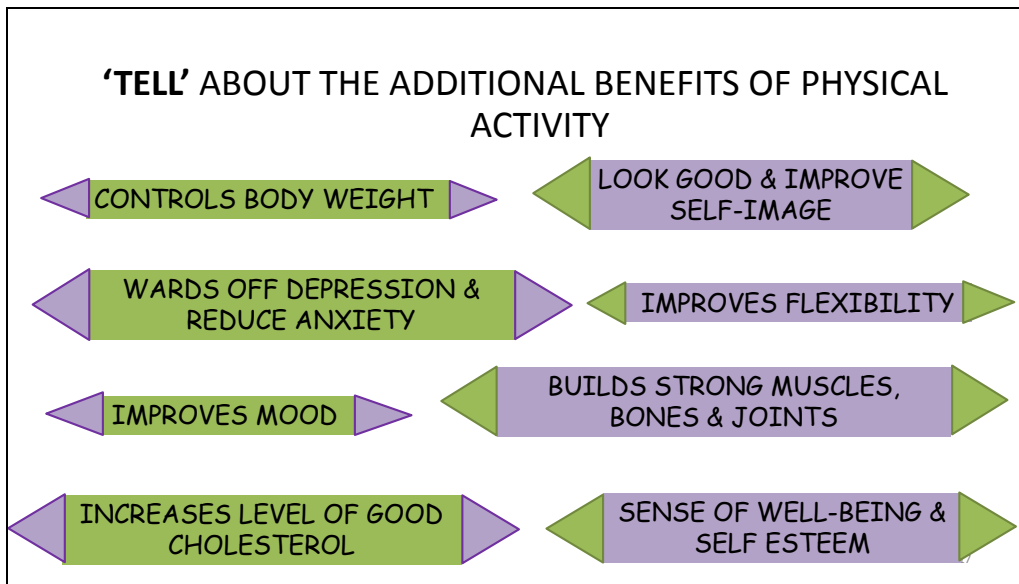 ‘TELL’ ABOUT THE ADDITIONAL BENEFITS OF PHYSICAL
ACTIVITY
CONTROLS BODY WEIGHT
LOOK GOOD & IMPROVE
SELF-IMAGE
WARDS OFF DEPRESSION &
REDUCE ANXIETY
IMPROVES FLEXIBILITY
IMPROVES MOOD
BUILDS STRONG MUSCLES,
BONES & JOINTS
INCREASES LEVEL OF GOOD
CHOLESTEROL
SENSE OF WELL-BEING &
SELF ESTEEM